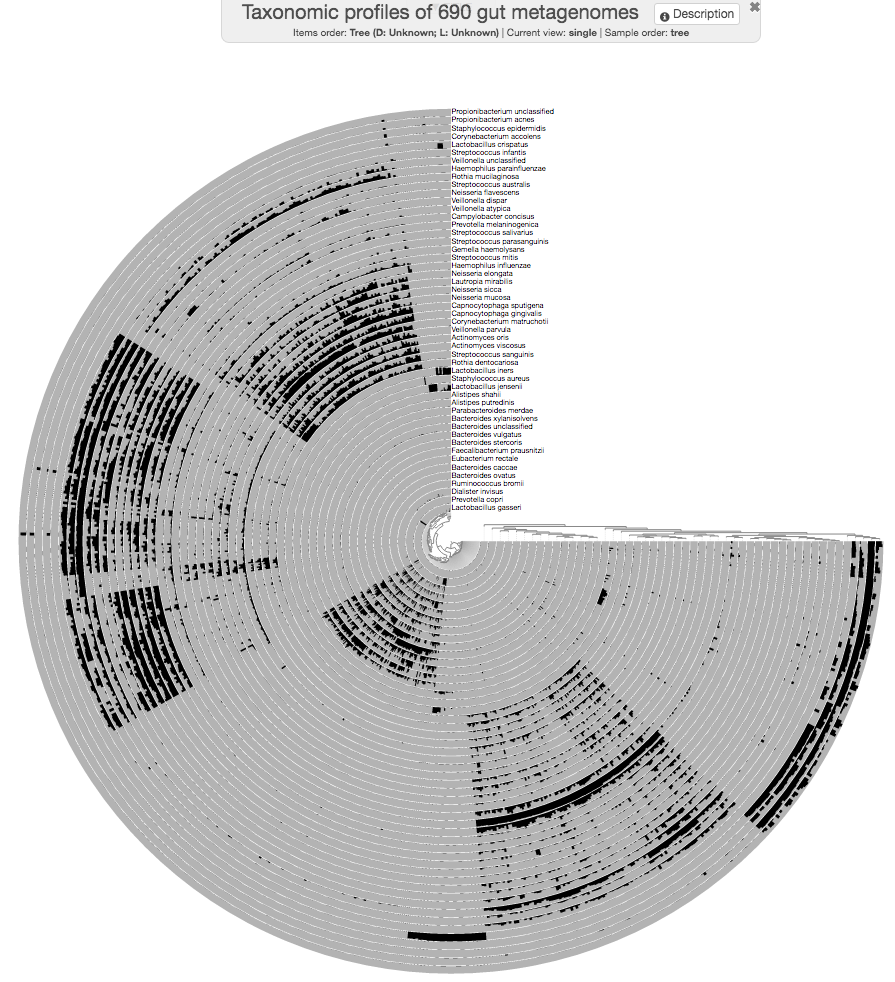 Taxonomic profiles of 690 gut metagenomes
Description
Items order: Tree (D: Unknown; L: Unknown) | Current view: single | Sample order: tree
Propionibacterium unclassified
Propionibacterium acnes
Staphylococcus epidermidis
Corynebacterium accolens
Lactobacillus crispatus
Streptococcus infantis
Veillonella unclassified
Haemophilus parainfluenzae
Rothia mucilaginosa
Streptococcus australis
Neisseria flavescens
Veillonella dispar
Veillonella atypica
Campylobacter concisus
Prevotella melaninogenica
Streptococcus salivarius
Streptococcus parasanguinis
Gemella haemolysans
Streptococcus mitis
Haemophilus influenzae
Neisseria elongata
Lautropia mirabilis
Neisseria sicca
Neisseria mucosa
Capnocytophaga sputigena
Capnocytophaga gingivalis
Corynebacterium matruchotii
Veillonella parvula
Actinomyces oris
Actinomyces viscosus
Streptococcus sanguinis
Rothia dentocariosa
Lactobacillus iners
Staphylococcus aureus
Lactobacillus jensenii
Alistipes shahii
Alistipes putredinis
Parabacteroides merdae
Bacteroides xylanisolvens
Bacteroides unclassified
Bacteroides vulgatus
Bacteroides stercoris
Faecalibacterium prausnitzii
Eubacterium rectale
Bacteroides caccae
Bacteroides ovatus
Ruminococcus bromii
Dialister invisus
Prevotella copri
Lactobacillus gasseri